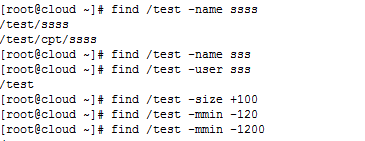 [root@cloud ~]# find /test -name ssss
/test/ssss
/test/cpt/ssss
[root@cloud ~]# find /test -name sss
[root@cloud ~]# find /test -user sss
/test
[root@cloud ~]# find /test -size +100
[root@cloud ~]# find /test -mmin -120
[root@cloud ~]# find /test -mmin -1200